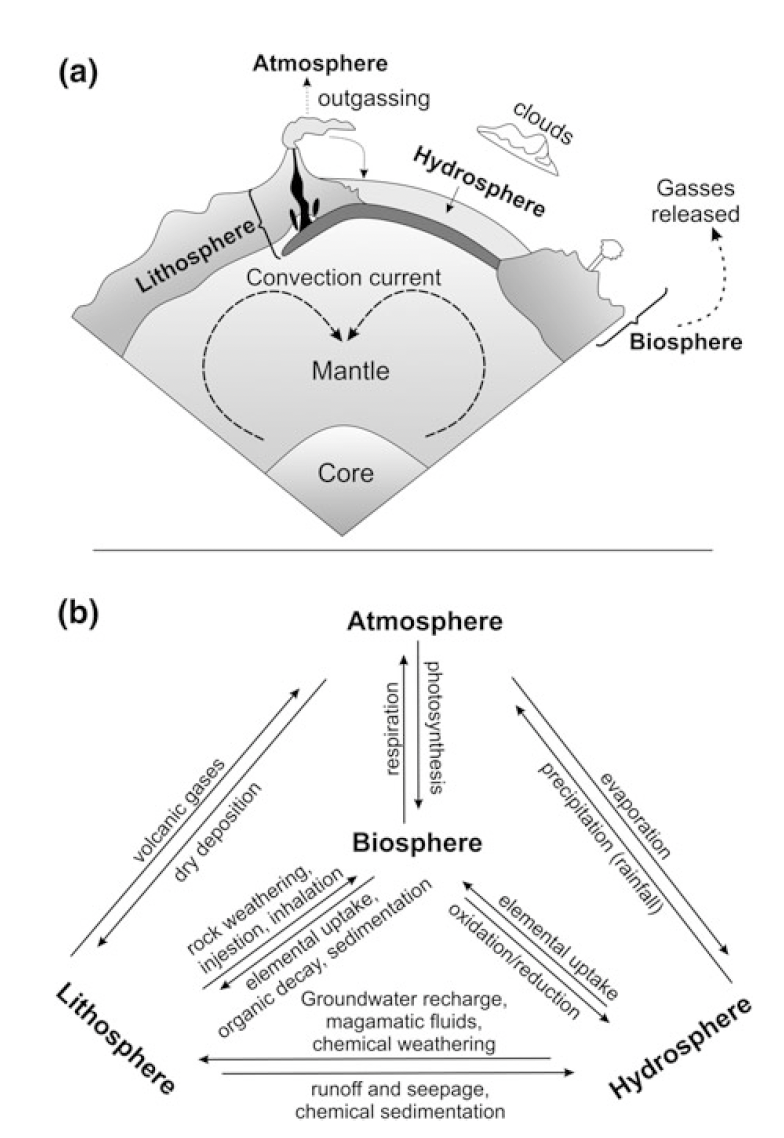 (a)
Atmosphere
outgassing
clouds
Hydrosphere
Gasses
released
Lithosphere
Convection current
Biosphere
Mantle
Core
(b)
Atmosphere
respiration
photosynthesis
volcanic gases
dry deposition
evaporation
precipitation (rainfall)
Biosphere
rock weathering,
injestion, inhalation
elemental uptake,
organic decay, sedimentation
elemental uptake
oxidation/reduction
Lithosphere
Groundwater recharge,
magamatic fluids,
chemical weathering
Hydrosphere
runoff and seepage,
chemical sedimentation